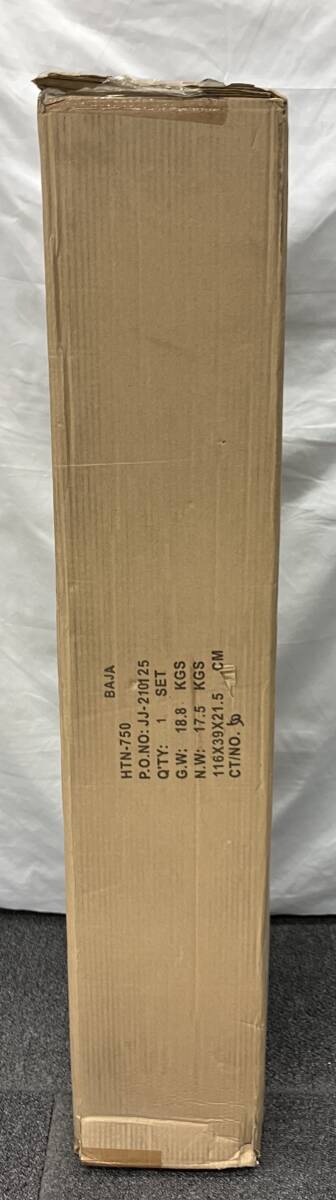 BAJA
HTN-750
P.O.NO: JJ-210125
Q'TY: 1 SET
G.W: 18.8 KGS
N.W: 17.5 KGS
116X39X21.5 CM
CT/NO.